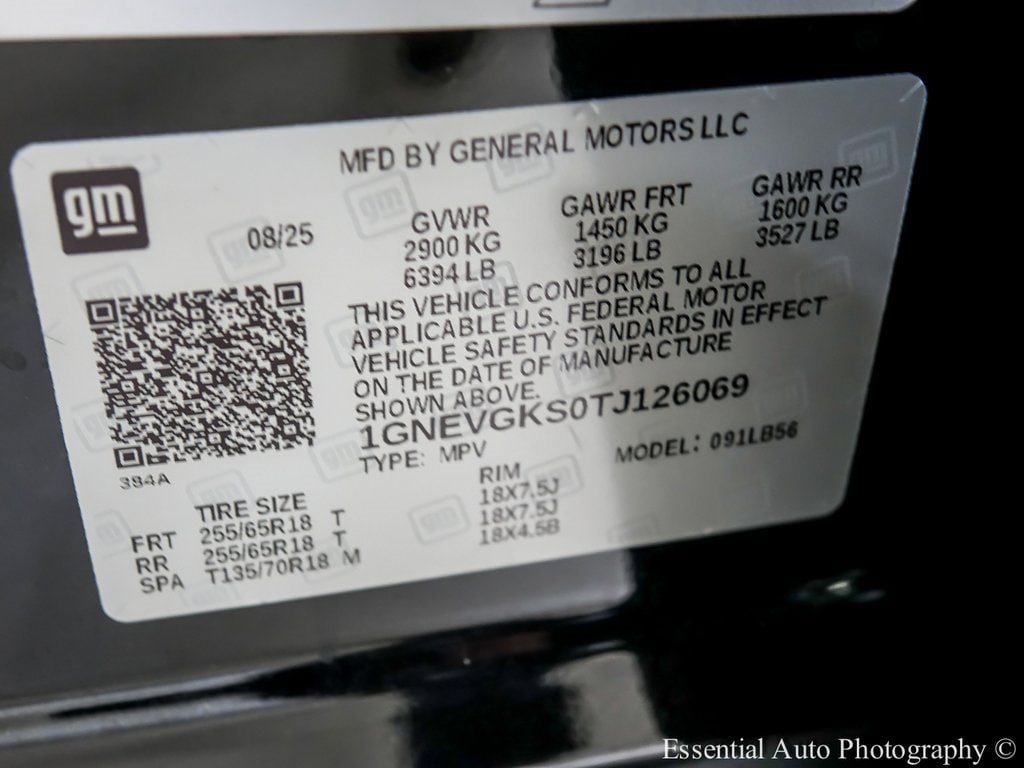 MFD BY GENERAL MOTORS LLC
gm
08/25
GVWR GAWR FRT GAWR RR
2900 KG 1450 KG 1600 KG
6394 LB 3196 LB 3527 LB
THIS VEHICLE CONFORMS TO ALL
APPLICABLE U.S. FEDERAL MOTOR
VEHICLE SAFETY STANDARDS IN EFFECT
ON THE DATE OF MANUFACTURE
SHOWN ABOVE.
1GNEVGKS0TJ126069
TYPE: MPV MODEL: 091LB56
384A
TIRE SIZE RIM
FRT 255/65R18 T 18X7.5J
RR 255/65R18 T 18X7.5J
SPA T135/70R18 M 18X4.5B
Essential Auto Photography ©